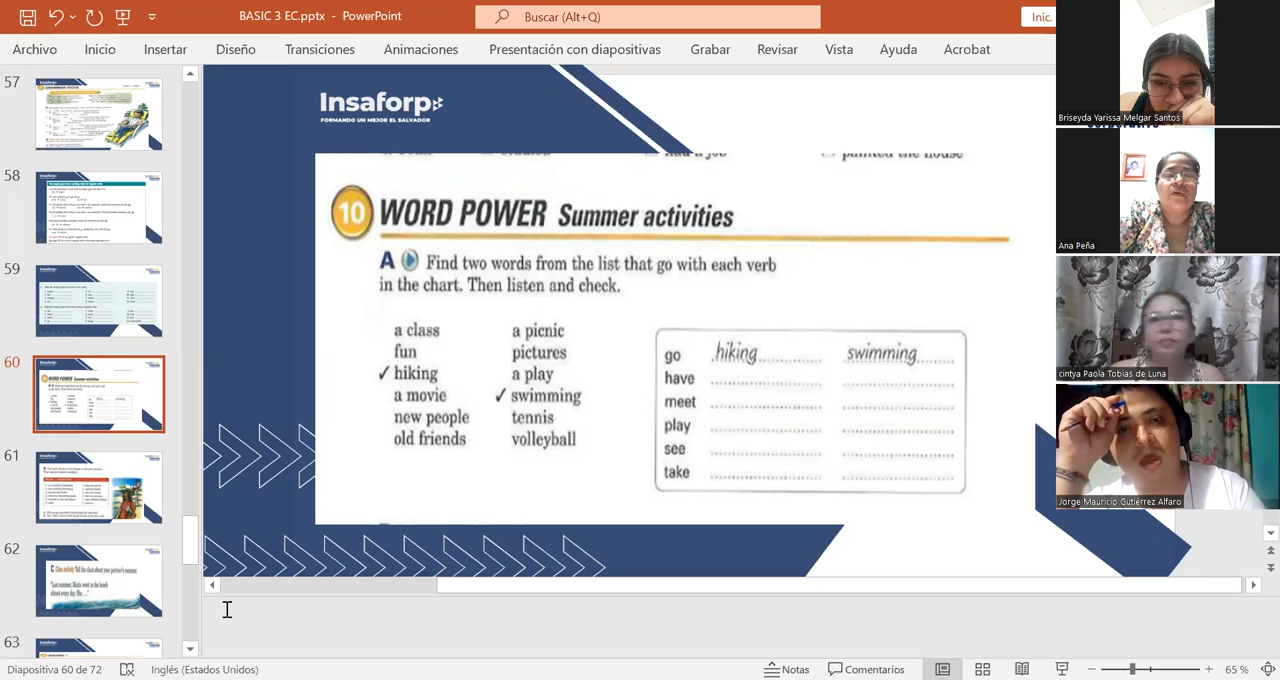 BASIC 3 EC.pptx - PowerPoint
Buscar (Alt+Q)
Inic.
Archivo Inicio Insertar Diseño Transiciones Animaciones Presentación con diapositivas Grabar Revisar Vista Ayuda Acrobat
57
58
59
60
61
62
63
Insaforp
FORMANDO UN MEJOR EL SALVADOR
had a job
painted the house
10 WORD POWER Summer activities
A Find two words from the list that go with each verb
in the chart. Then listen and check.
a class
fun
✓ hiking
a movie
new people
old friends
a picnic
pictures
a play
✓ swimming
tennis
volleyball
go hiking swimming
have
meet
play
see
take
Briseyda Yarissa Melgar Santos
Ana Peña
cintya Paola Tobias de Luna
Jorge Mauricio Gutiérrez Alfaro
Diapositiva 60 de 72
Inglés (Estados Unidos)
Notas
Comentarios
65 %